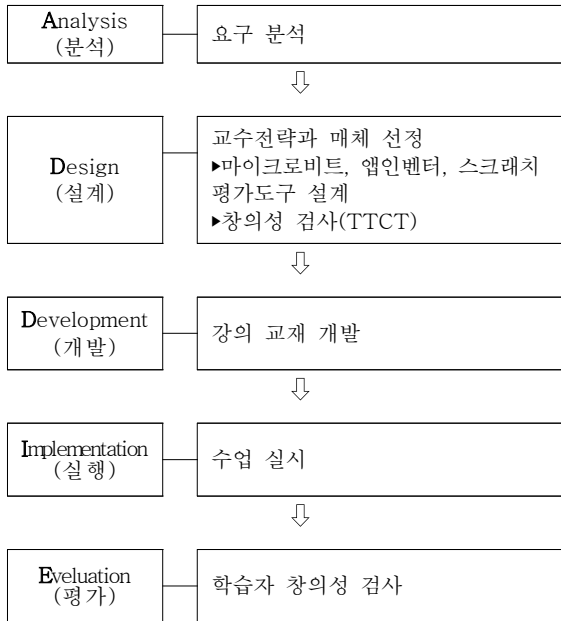 Analysis
(분석)
요구 분석
⇩
Design
(설계)
교수전략과 매체 선정
▶마이크로비트, 앱인벤터, 스크래치
평가도구 설계
▶창의성 검사(TTCT)
⇩
Development
(개발)
강의 교재 개발
⇩
Implementation
(실행)
수업 실시
⇩
Eveluation
(평가)
학습자 창의성 검사